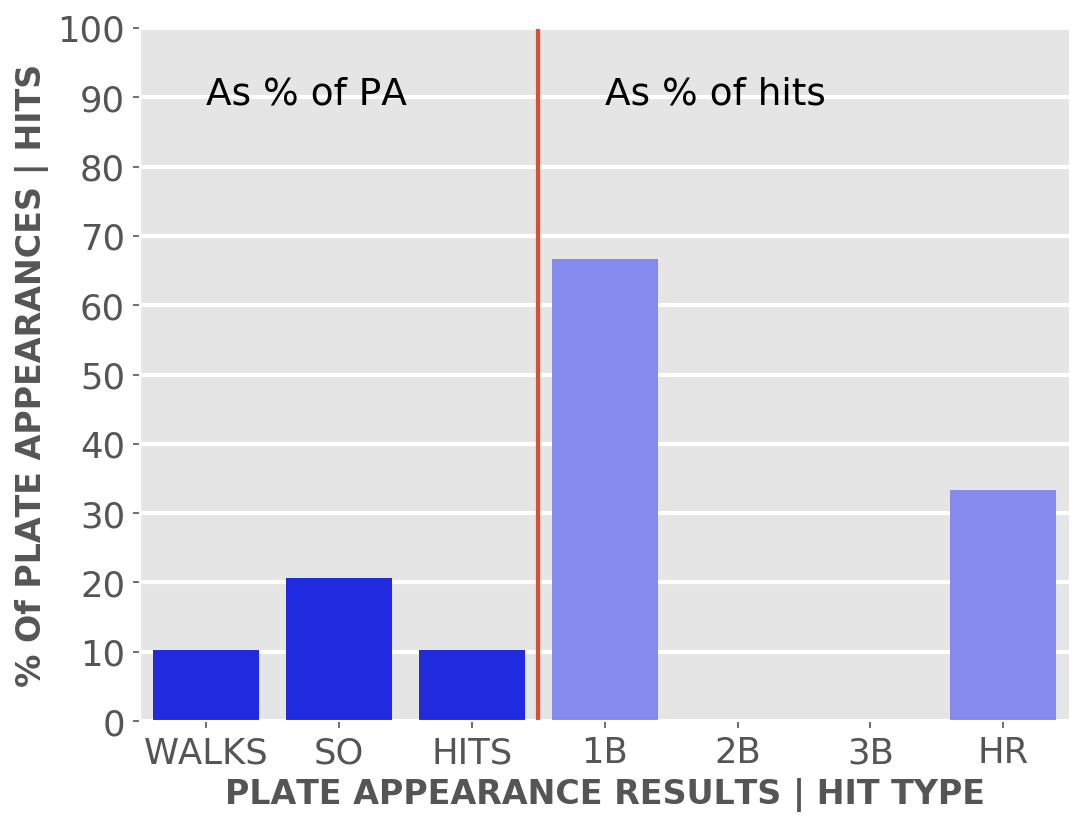 % Of PLATE APPEARANCES | HITS
100
90
80
70
60
50
40
30
20
10
0
As % of PA
As % of hits
WALKS SO HITS 1B 2B 3B HR
PLATE APPEARANCE RESULTS | HIT TYPE